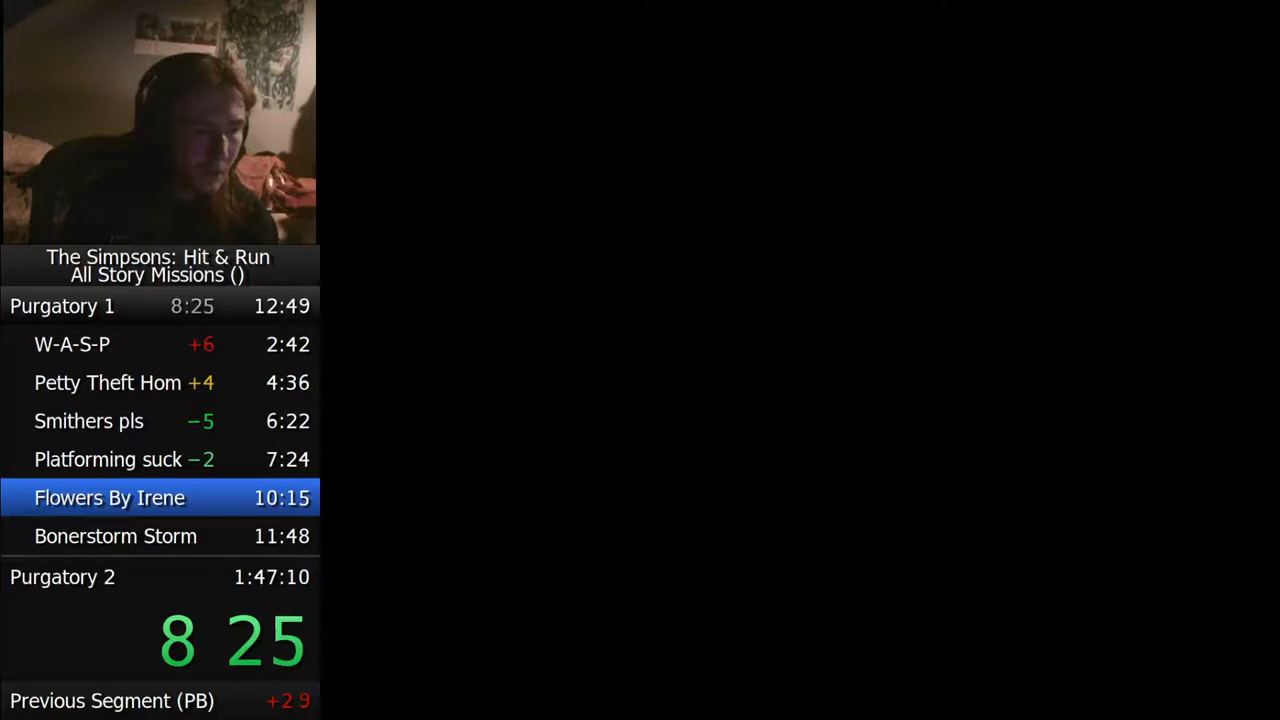 The Simpsons: Hit & Run
All Story Missions ()
Purgatory 1 8:25 12:49
W-A-S-P +6 2:42
Petty Theft Hom +4 4:36
Smithers pls −5 6:22
Platforming suck −2 7:24
Flowers By Irene 10:15
Bonerstorm Storm 11:48
Purgatory 2 1:47:10
8 25
Previous Segment (PB) +2 9